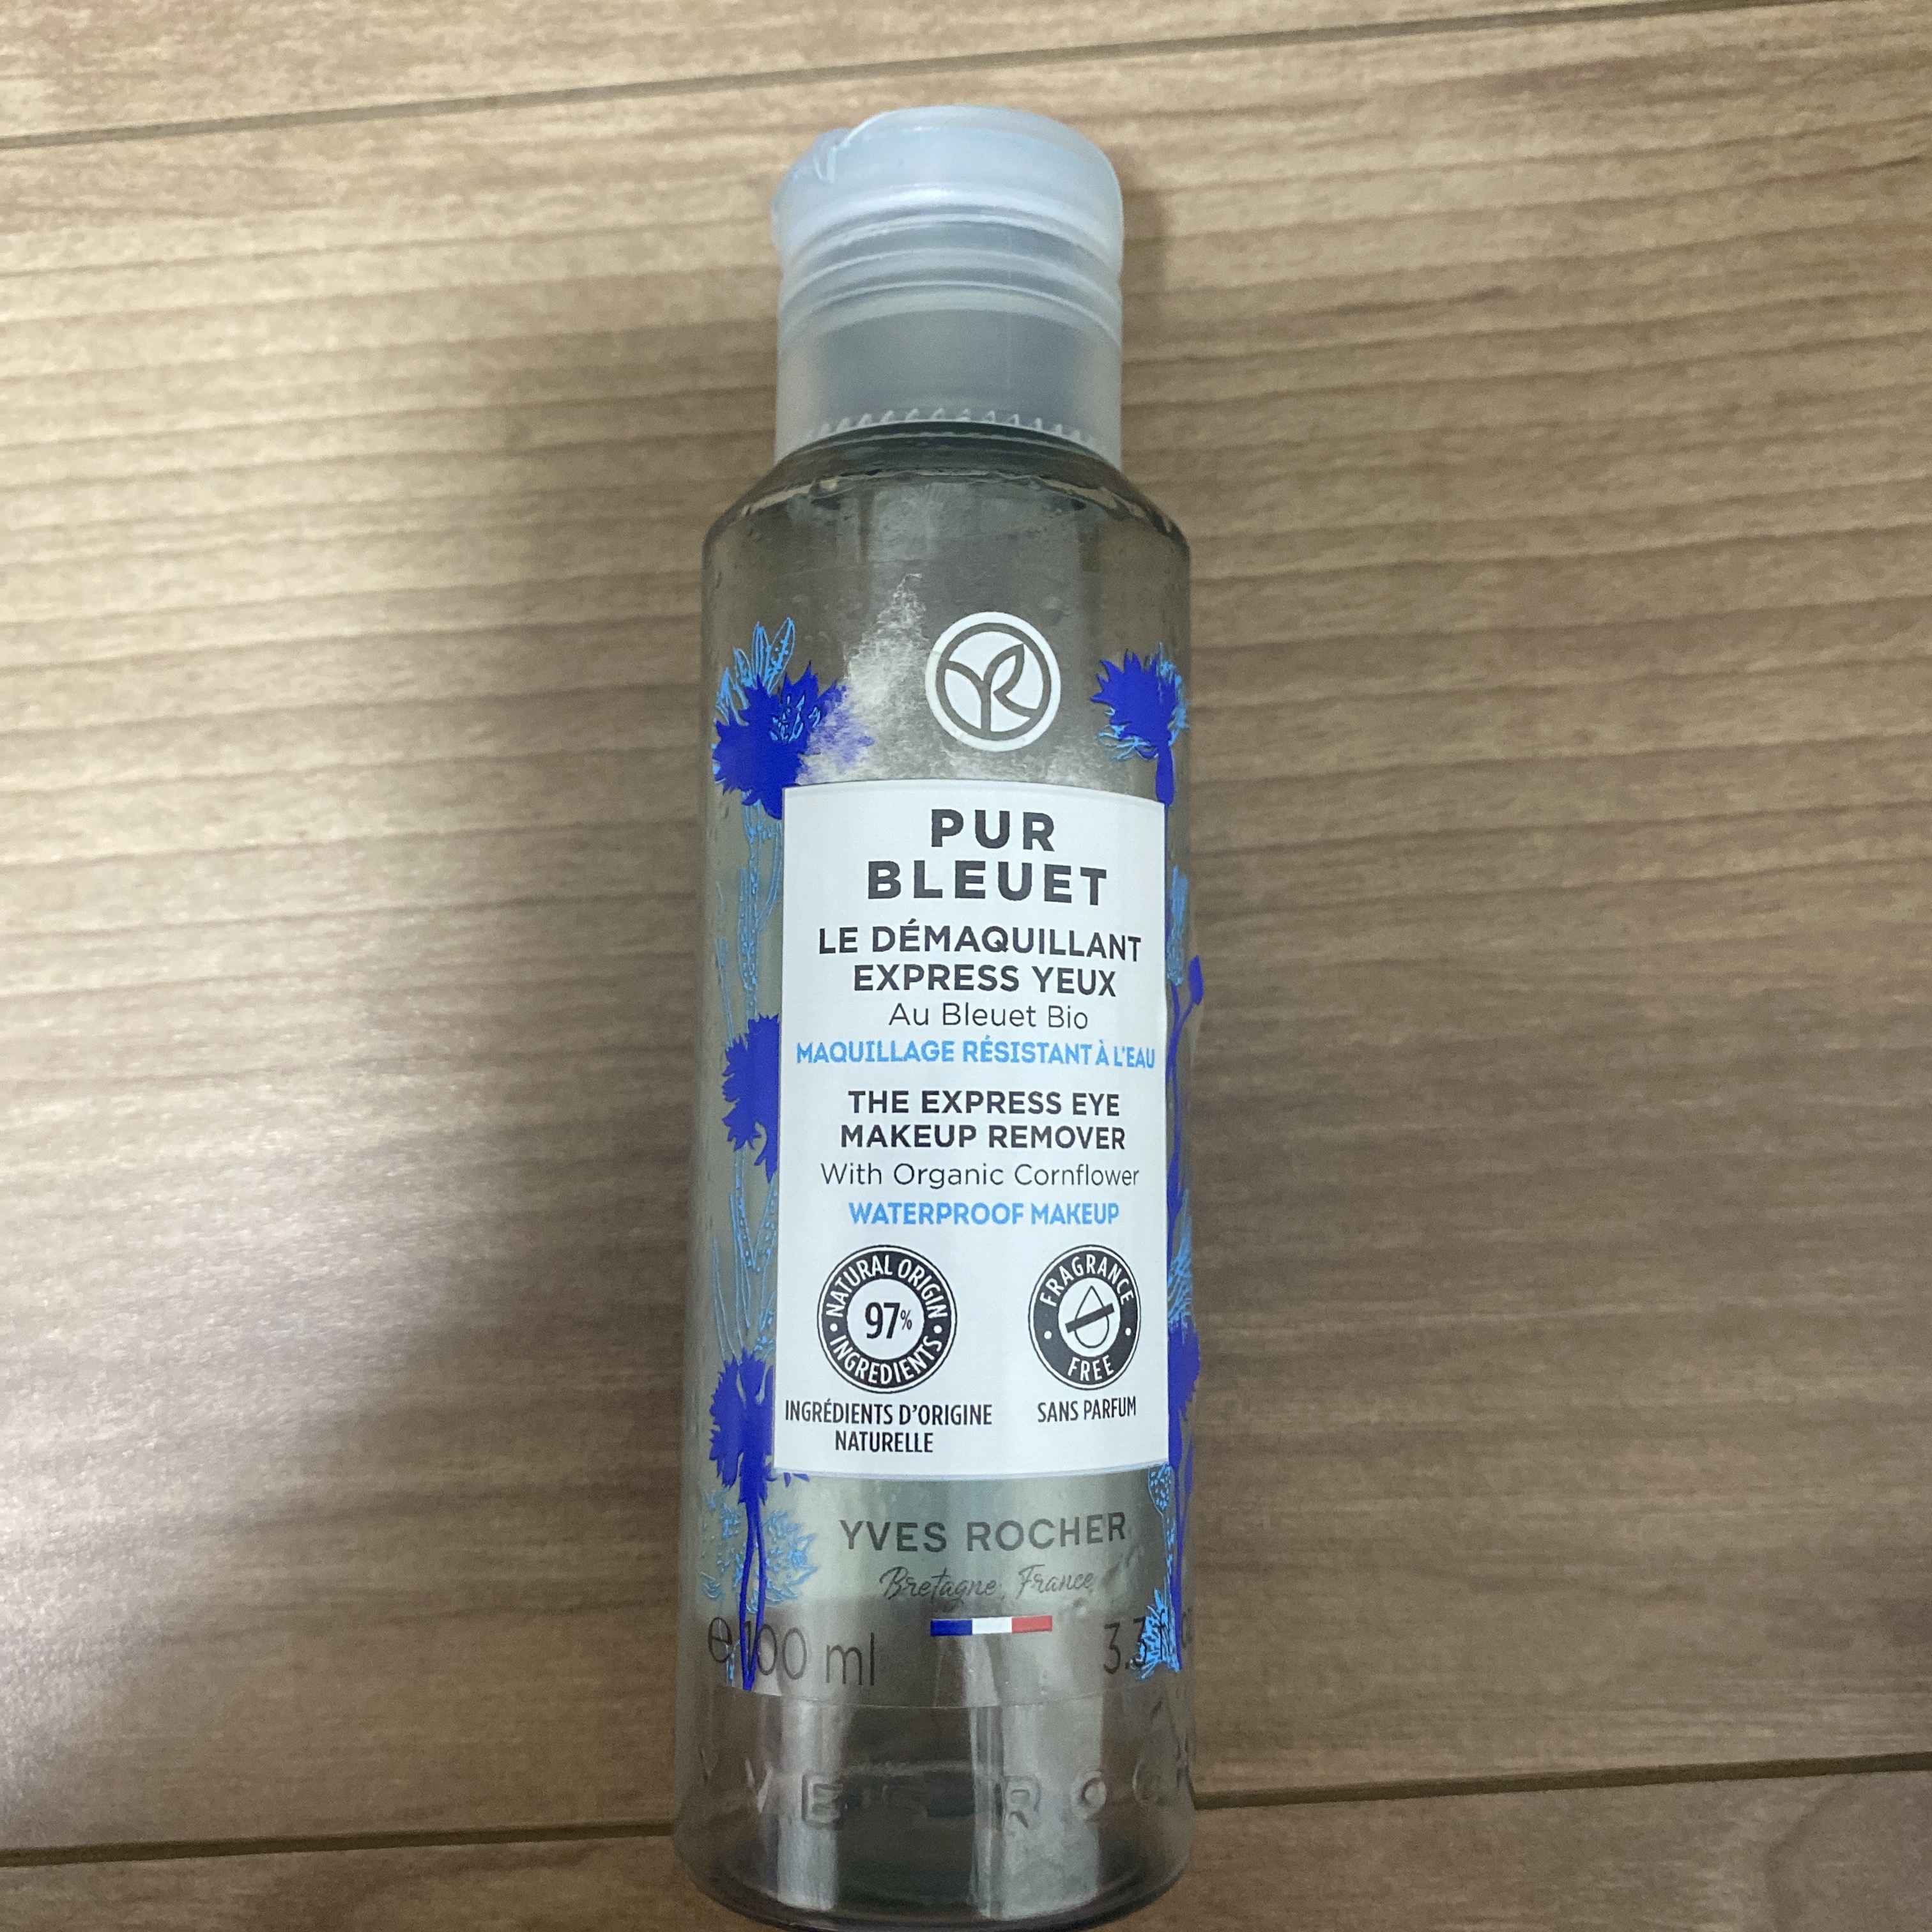 YR
PUR
BLEUET
LE DÉMAQUILLANT
EXPRESS YEUX
Au Bleuet Bio
MAQUILLAGE RÉSISTANT À L'EAU
THE EXPRESS EYE
MAKEUP REMOVER
With Organic Cornflower
WATERPROOF MAKEUP
NATURAL ORIGIN
97%
INGREDIENTS
INGRÉDIENTS D'ORIGINE
NATURELLE
FRAGRANCE
FREE
SANS PARFUM
YVES ROCHER
Bretagne, France
e 100 ml